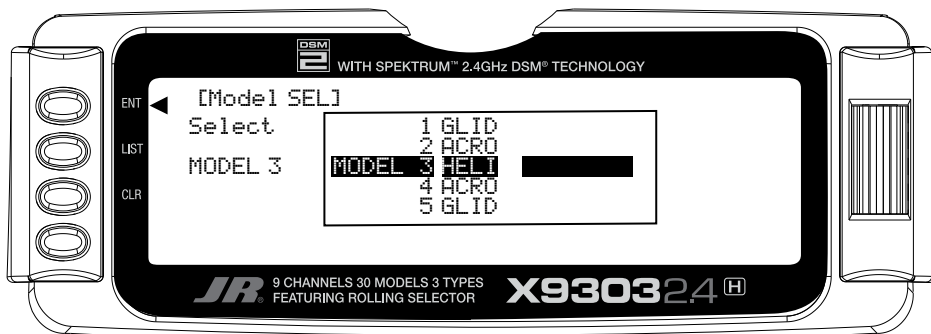 DSM
2
WITH SPEKTRUM™ 2.4GHz DSM® TECHNOLOGY
ENT
LIST
CLR
[Model SEL]
Select
MODEL 3
1 GLID
2 ACRO
MODEL 3 HELI
4 ACRO
5 GLID
JR®
9 CHANNELS 30 MODELS 3 TYPES
FEATURING ROLLING SELECTOR
X9303 2.4 H